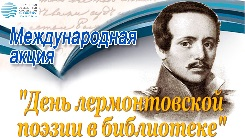 Международная
акция
"День лермонтовской
поэзии в библиотеке"